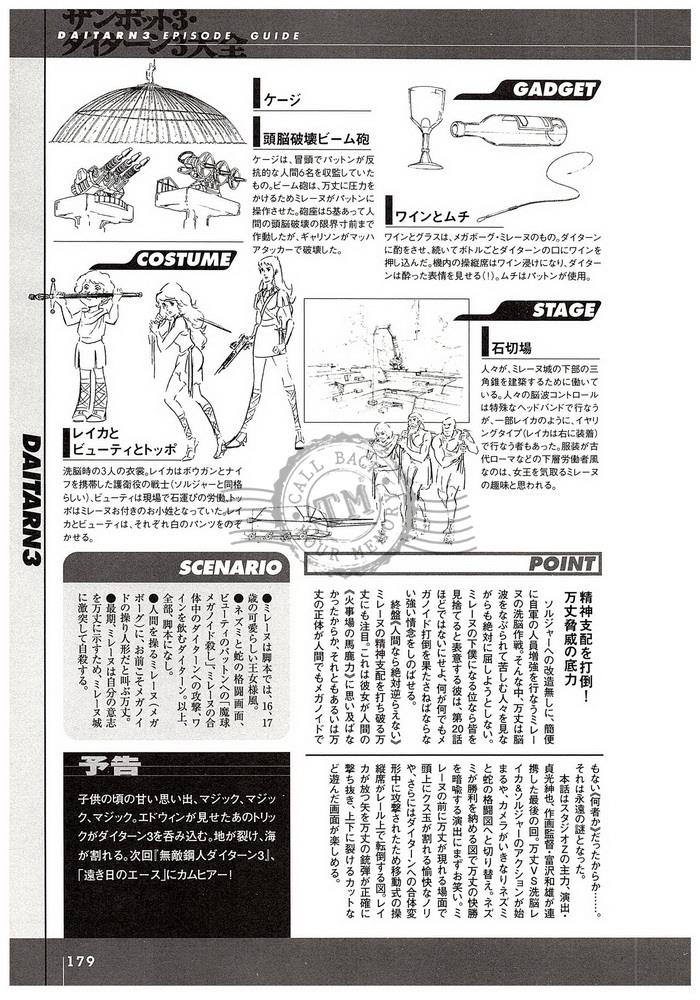 ザンボット3・
ダイターン3大全
DAITARN3 EPISODE GUIDE
ケージ
頭脳破壊ビーム砲
ケージは、冒頭でバットンが反
抗的な人間6名を収監していた
もの。ビーム砲は、万丈に圧力を
かけるためミレーヌがバットンに
操作させた。砲座は5基あって人
間の頭脳破壊の限界寸前まで
作動したが、ギャリソンがマッハ
アタッカーで破壊した。
GADGET
ワインとムチ
ワインとグラスは、メガボーグ・ミレーヌのもの。ダイターン
に酌をさせ、続いてボトルごとダイターンの口にワインを
押し込んだ。機内の操縦席はワイン浸けになり、ダイター
ンは酔った表情を見せる(!)。ムチはバットンが使用。
COSTUME
レイカと
ビューティとトッポ
洗脳時の3人の衣装。レイカはボウガンとナイ
フを携帯した護衛役の戦士(ソルジャーと同格
らしい)、ビューティは現場で石運びの労働、トッ
ポはミレーヌお付きのお小姓となっていた。レイ
カとビューティは、それぞれ白のパンツをのぞ
かせる。
STAGE
石切場
人々が、ミレーヌ城の下部の三
角錐を建築するために働いて
いる。人々の脳波コントロール
は特殊なヘッドバンドで行なう
が、一部レイカのように、イヤリ
ングタイプ(レイカは右に装着)
で行なう者もあった。服装が古
代ローマなどの下層労働者風
なのは、女王を気取るミレーヌ
の趣味と思われる。
CALL BACK
TM
YOUR MEMORY
DAITARN3
SCENARIO
●ミレーヌは脚本では、16、17
歳の可愛らしい王女様風。
●ネズミと蛇の格闘画面、
ビューティのバットンへの「魔球
メガノイド殺し」、ミレーヌの合
体中のダイターンへの攻撃、ワ
インを飲むダイターン。以上、
全部、脚本になし。
●人間を操るミレーヌ(メガ
ボーグ)に、お前こそメガノイ
ドの操り人形だと叫ぶ万丈。
●最期、ミレーヌは自分の意志
を万丈に示すため、ミレーヌ城
に激突して自殺する。
POINT
精神支配を打倒!
万丈脅威の底力
ソルジャーへの改造無しに、簡便
に自軍の人員増強を行なうミレー
ヌの洗脳作戦。そんな中、万丈は脳
波をなぶられて苦しむ人々を見な
がらも絶対に屈しようとしない。
ミレーヌの下僕になる位なら皆を
見捨てると表意する彼は、第20話
ほどではないにせよ、何が何でもメ
ガノイド打倒を果たさねばならな
い強い情念をしのばせる。
終盤《人間なら絶対逆らえない》
ミレーヌの精神支配を打ち破る万
丈にも注目。これは彼女が人間の
《火事場の馬鹿力》に思い及ばな
かったからか、それともあるいは万
丈の正体が人間でもメガノイドで
もない《何者か》だったからか……。
それは永遠の謎となった。
本話はスタジオZの主力、演出・
貞光紳也、作画監督・富沢和雄が連
携した最後の回。万丈VS洗脳レ
イカ&ソルジャーのアクションが始
まるや、カメラがいきなりネズミ
と蛇の格闘図へと切り替え。ネズ
ミが勝利を納める図で万丈の快勝
を暗喩する演出にまずお笑い。ミ
レーヌの前に万丈が現れる場面で
頭上にクス玉が割れる愉快なノリ
や、さらにはダイターンへの合体変
形中に攻撃されたため移動式の操
縦席がレール上で転倒する図。レイ
カが放つ矢を万丈の銃弾が正確に
撃ち抜き、上下に裂けるカットな
ど遊んだ画面が楽しめる。
予告
子供の頃の甘い思い出、マジック、マジッ
ク、マジック。エドウィンが見せたあのトリッ
クがダイターン3を呑み込む。地が裂け、海
が割れる。次回『無敵鋼人ダイターン3』、
「遠き日のエース」にカムヒアー!
179